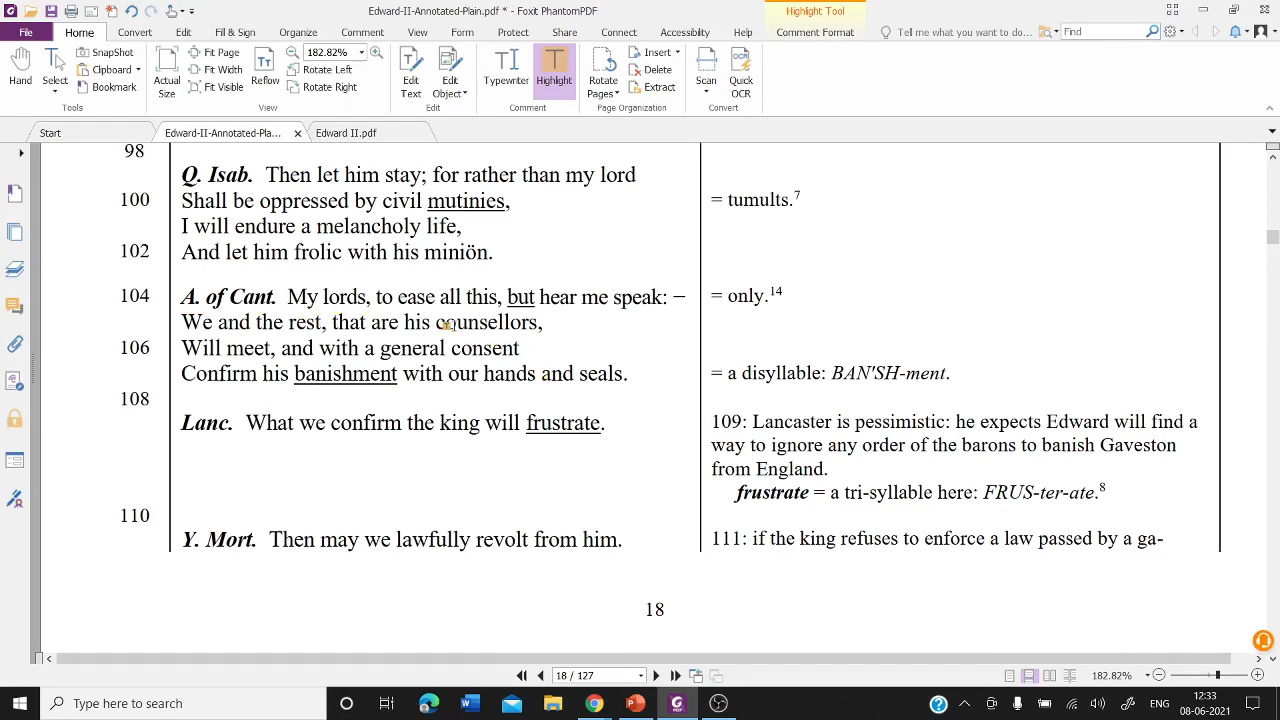 Edward-II-Annotated-Plain.pdf * - Foxit PhantomPDF
Highlight Tool
File Home Convert Edit Fill & Sign Organize Comment View Form Protect Share Connect Accessibility Help Comment Format Tell me what you want to do... Find
Hand Select SnapShot Clipboard Bookmark Actual Size Fit Page Fit Width Fit Visible Reflow 182.82% Rotate Left Rotate Right Edit Text Edit Object Typewriter Highlight Rotate Pages Insert Delete Extract Scan Quick OCR
Tools View Edit Comment Page Organization Convert
Start Edward-II-Annotated-Pla... Edward II.pdf
98
Q. Isab. Then let him stay; for rather than my lord
100 Shall be oppressed by civil mutinies, = tumults.7
I will endure a melancholy life,
102 And let him frolic with his miniön.
104 A. of Cant. My lords, to ease all this, but hear me speak: – = only.14
We and the rest, that are his counsellors,
106 Will meet, and with a general consent
Confirm his banishment with our hands and seals. = a disyllable: BAN'SH-ment.
108
Lanc. What we confirm the king will frustrate. 109: Lancaster is pessimistic: he expects Edward will find a
way to ignore any order of the barons to banish Gaveston
from England.
frustrate = a tri-syllable here: FRUS-ter-ate.8
110
Y. Mort. Then may we lawfully revolt from him. 111: if the king refuses to enforce a law passed by a ga-
18
18 / 127 182.82%
Type here to search ENG 12:33
08-06-2021